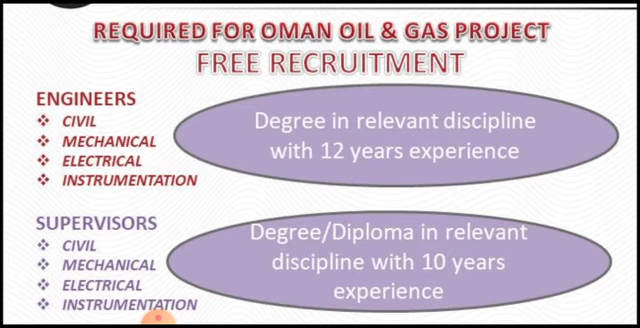 REQUIRED FOR OMAN OIL & GAS PROJECT
FREE RECRUITMENT
ENGINEERS
❖ CIVIL
❖ MECHANICAL
❖ ELECTRICAL
❖ INSTRUMENTATION
Degree in relevant discipline
with 12 years experience
SUPERVISORS
❖ CIVIL
❖ MECHANICAL
❖ ELECTRICAL
❖ INSTRUMENTATION
Degree/Diploma in relevant
discipline with 10 years
experience